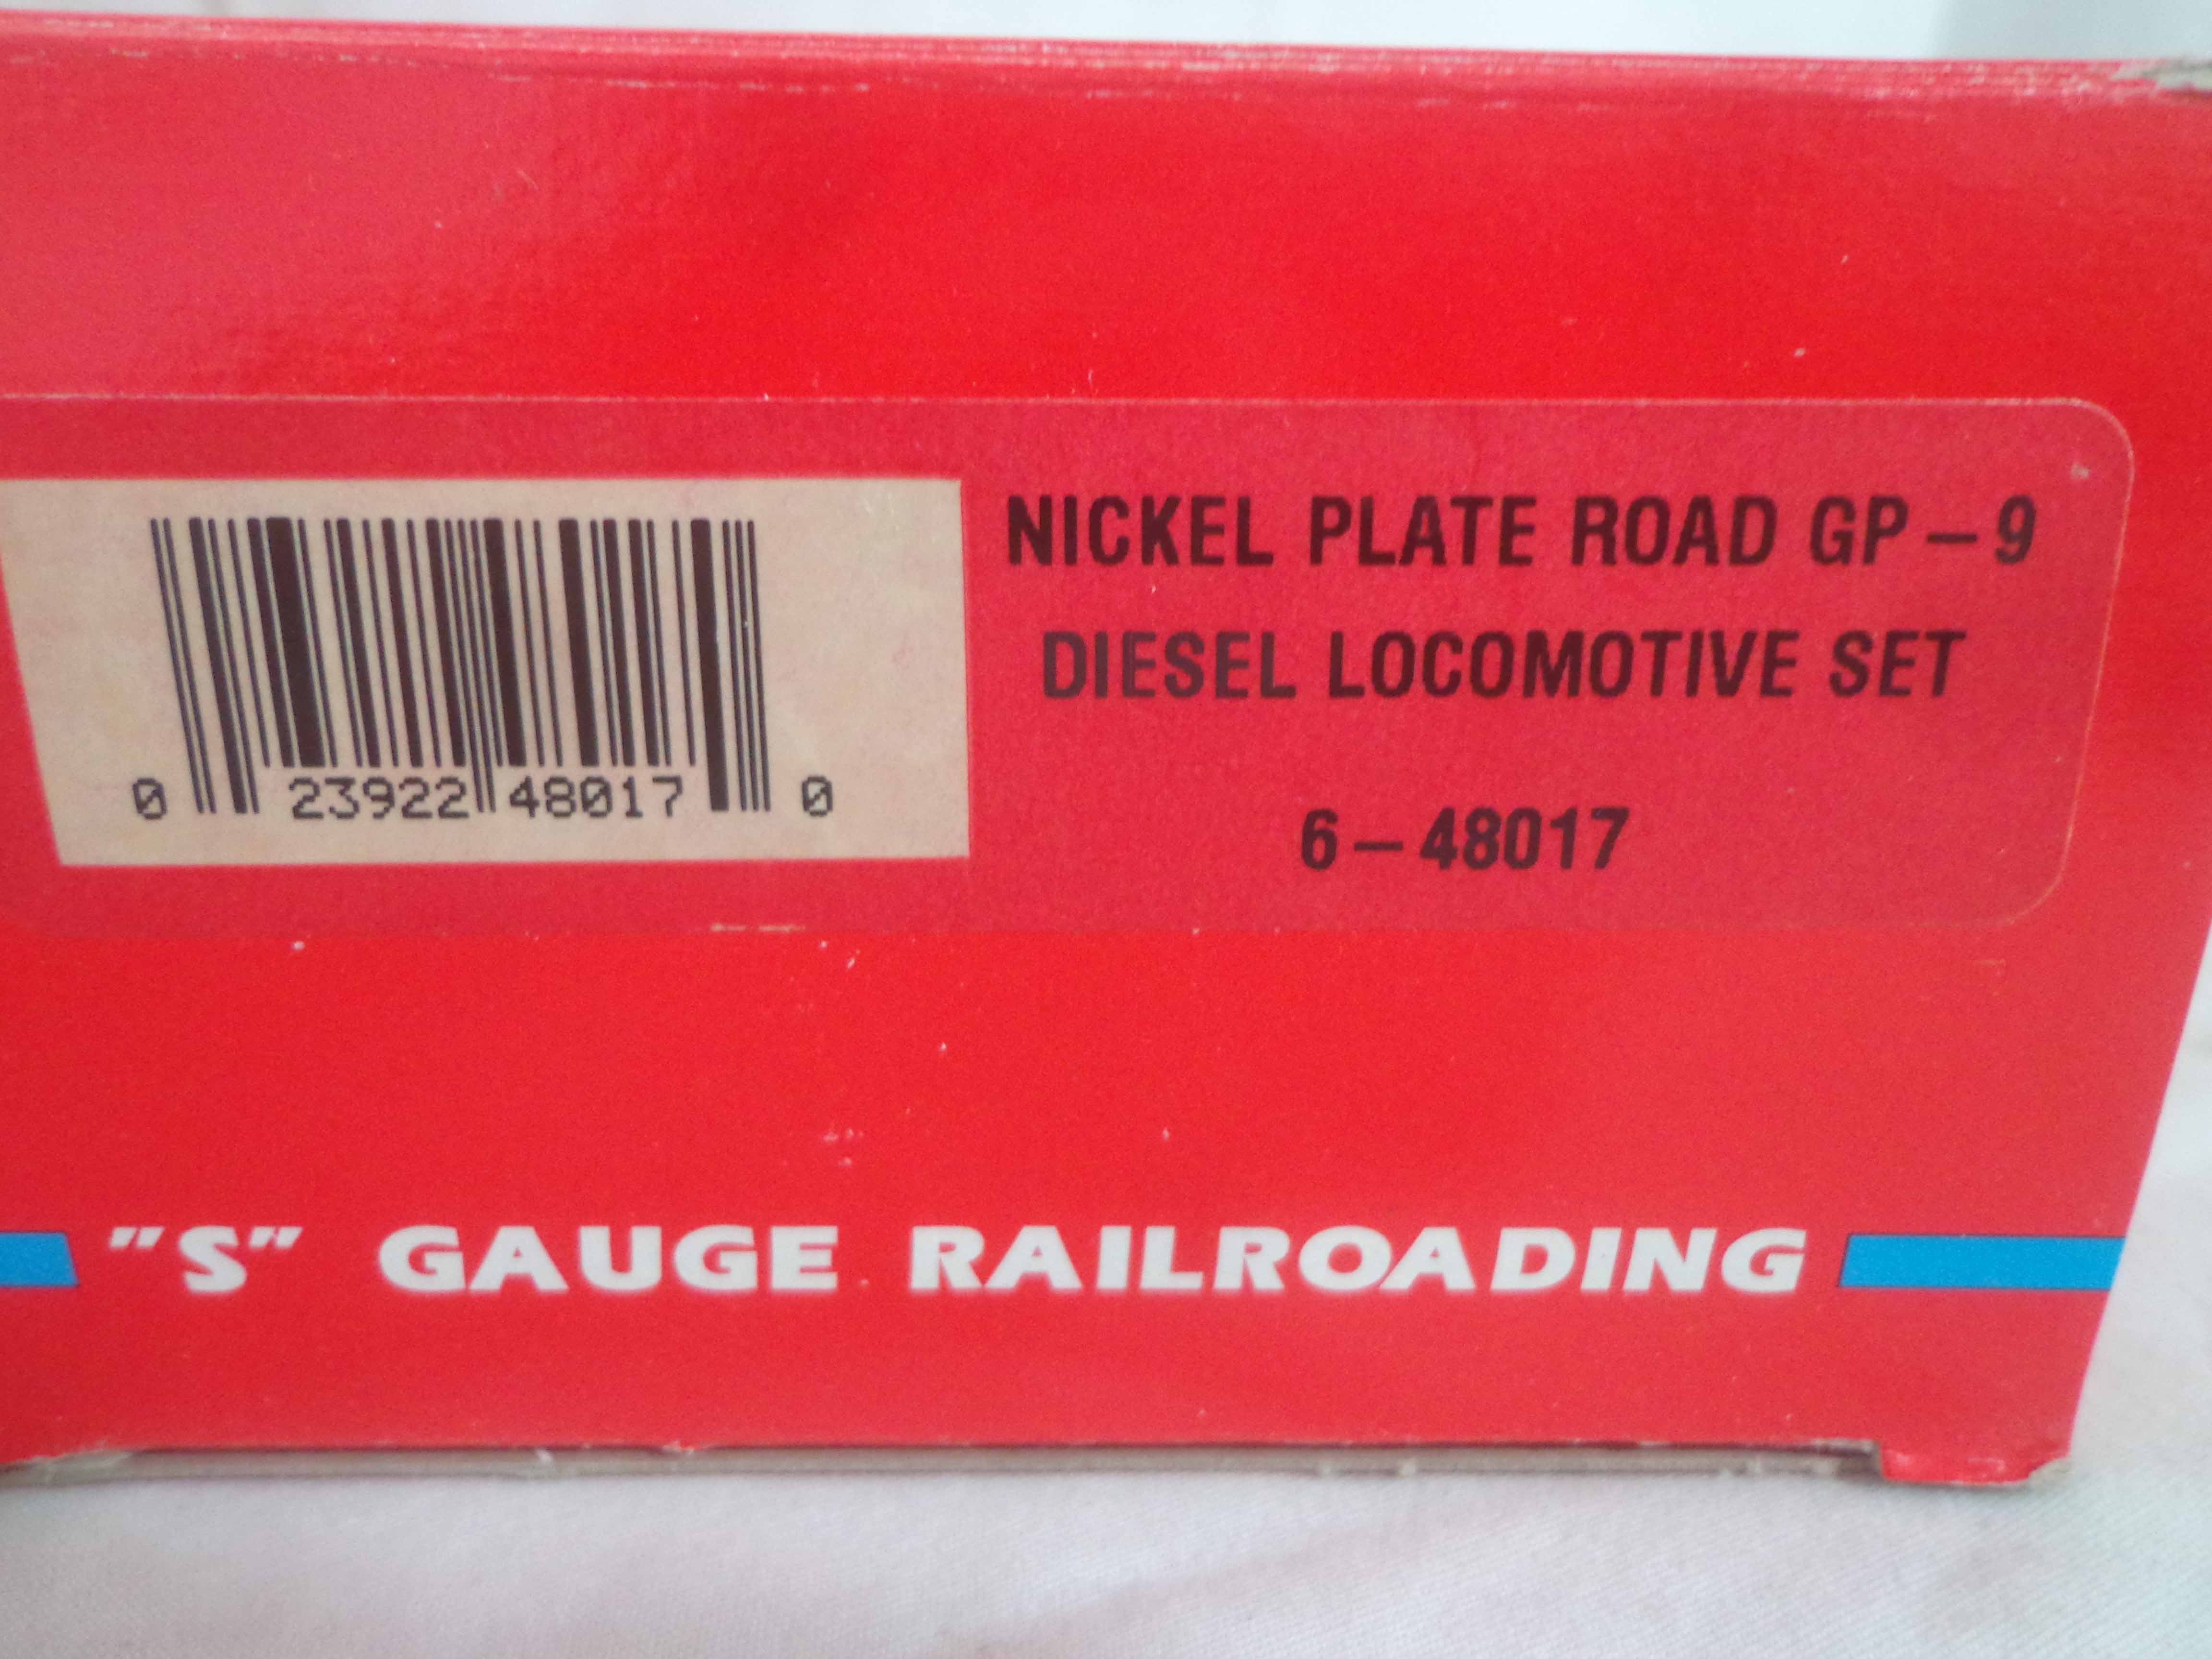 NICKEL PLATE ROAD GP-9
DIESEL LOCOMOTIVE SET
6-48017
0 23922 48017 0
"S" GAUGE RAILROADING